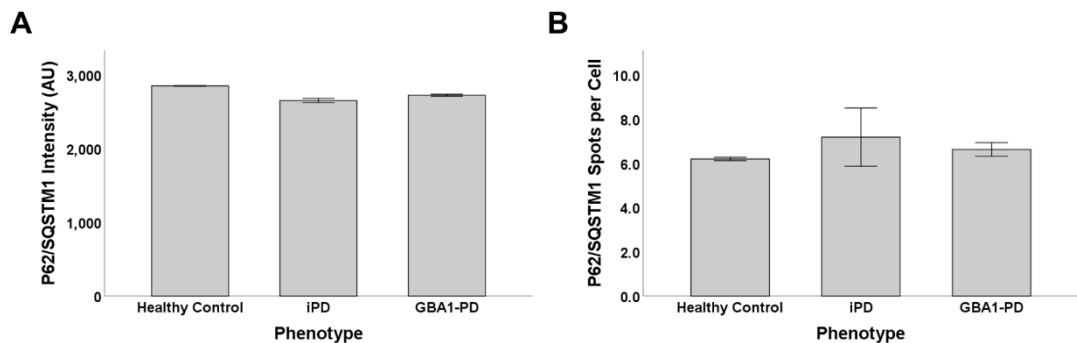 A
P62/SQSTM1 Intensity (AU)
3,000
2,000
1,000
0
Healthy Control
iPD
GBA1-PD
Phenotype
B
P62/SQSTM1 Spots per Cell
10.0
8.0
6.0
4.0
2.0
0.0
Healthy Control
iPD
GBA1-PD
Phenotype